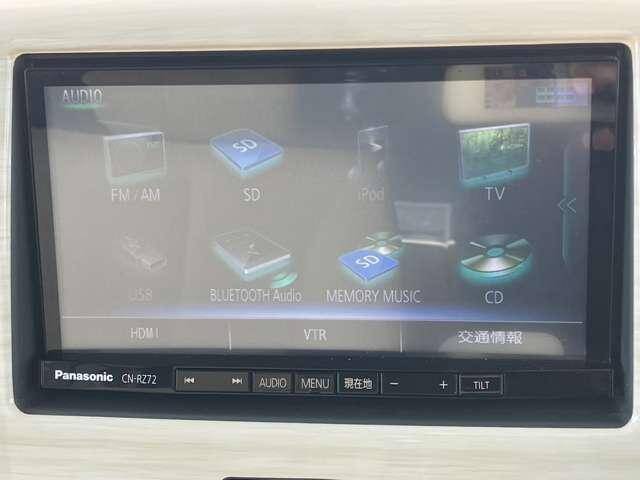 AUDIO
FM / AM SD iPod TV
USB BLUETOOTH Audio MEMORY MUSIC CD
HDMI VTR 交通情報
Panasonic CN-RZ72 AUDIO MENU 現在地 − + TILT